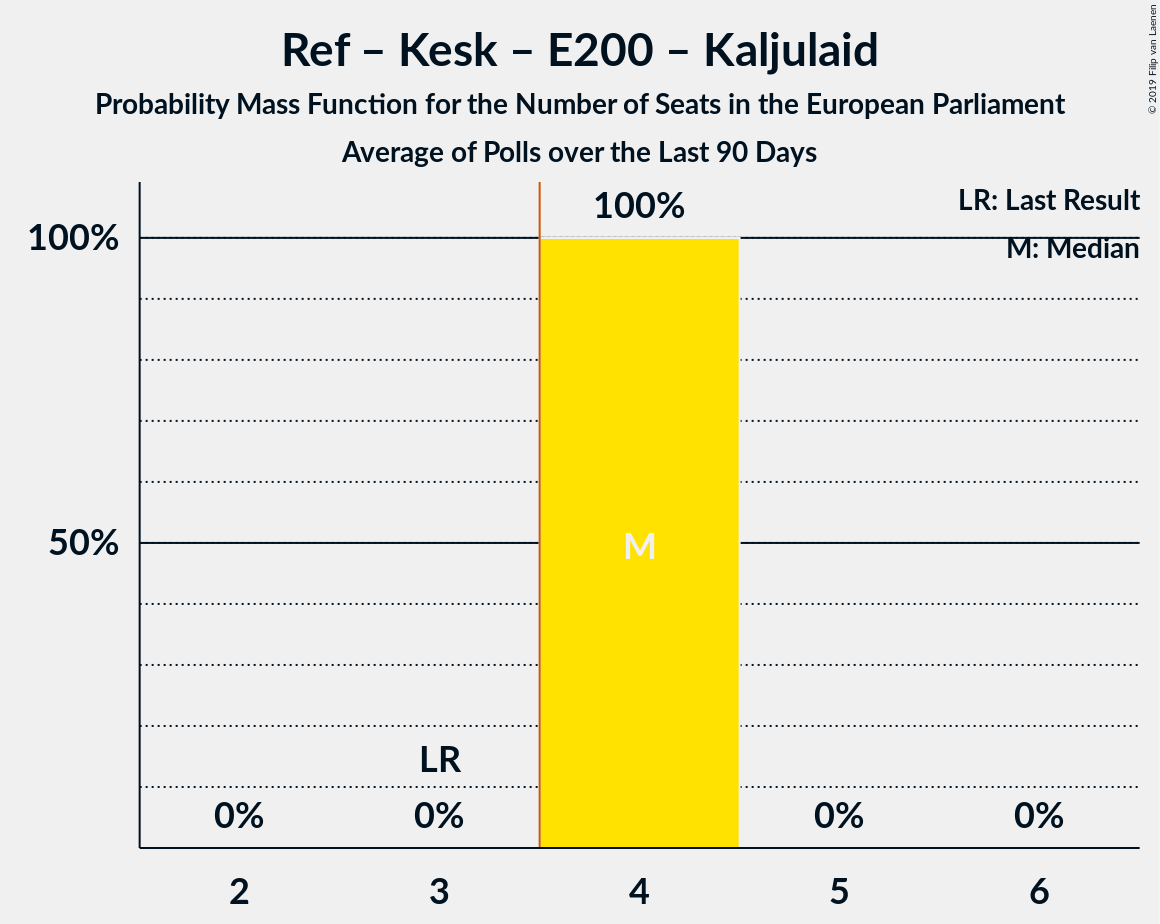 Ref – Kesk – E200 – Kaljulaid
Probability Mass Function for the Number of Seats in the European Parliament
Average of Polls over the Last 90 Days
© 2019 Filip van Laenen
LR: Last Result
M: Median
100%
100%
50%
M
LR
0%
0%
0%
0%
2
3
4
5
6